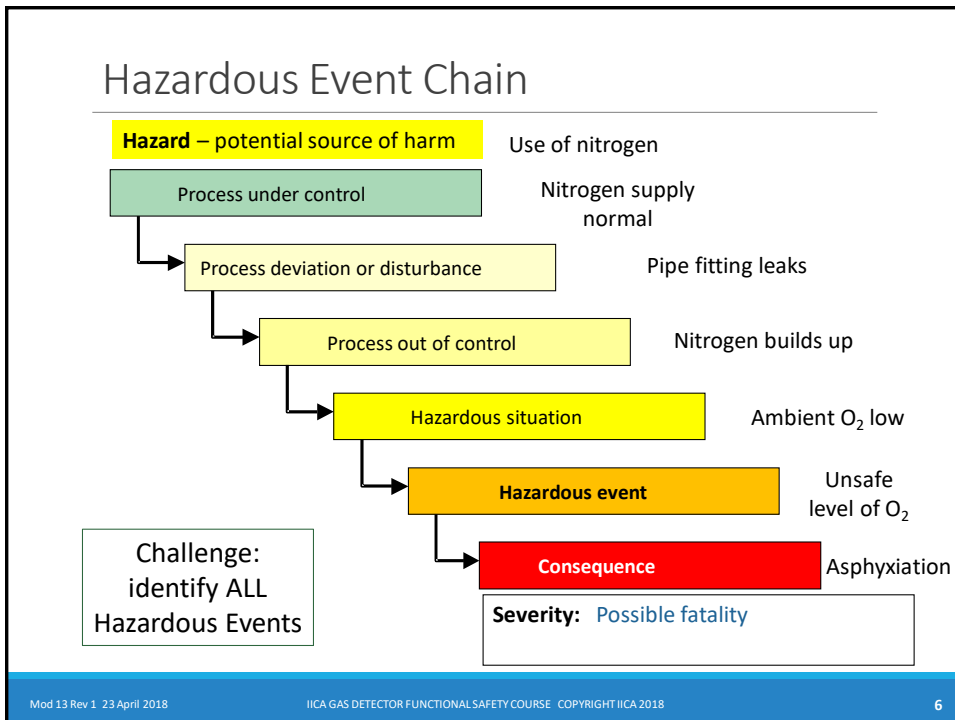 Hazardous Event Chain
Hazard – potential source of harm
Use of nitrogen
Process under control
Nitrogen supply
normal
Process deviation or disturbance
Pipe fitting leaks
Process out of control
Nitrogen builds up
Hazardous situation
Ambient O₂ low
Hazardous event
Unsafe
level of O₂
Challenge:
identify ALL
Hazardous Events
Consequence
Asphyxiation
Severity: Possible fatality
Mod 13 Rev 1 23 April 2018
IICA GAS DETECTOR FUNCTIONAL SAFETY COURSE COPYRIGHT IICA 2018
6